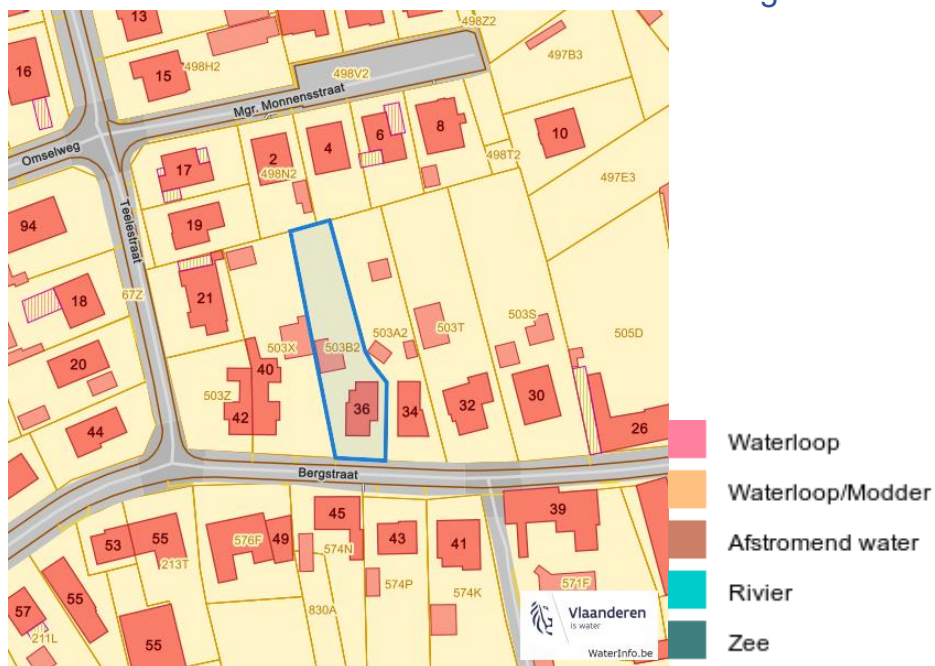 g
13
498Z2
16
15
498H2
497B3
498V2
Mgr. Monnensstraat
Omselweg
17
2
498N2
4
6
8
10
498T2
497E3
94
Teelestraat
19
67Z
18
21
503X
503B2
503A2
503T
503S
505D
20
40
503Z
42
36
34
32
30
26
44
Bergstraat
53
55
213T
576F
49
45
574N
43
41
39
55
57
211L
55
830A
574P
574K
571F
Vlaanderen
is water
WaterInfo.be
Waterloop
Waterloop/Modder
Afstromend water
Rivier
Zee